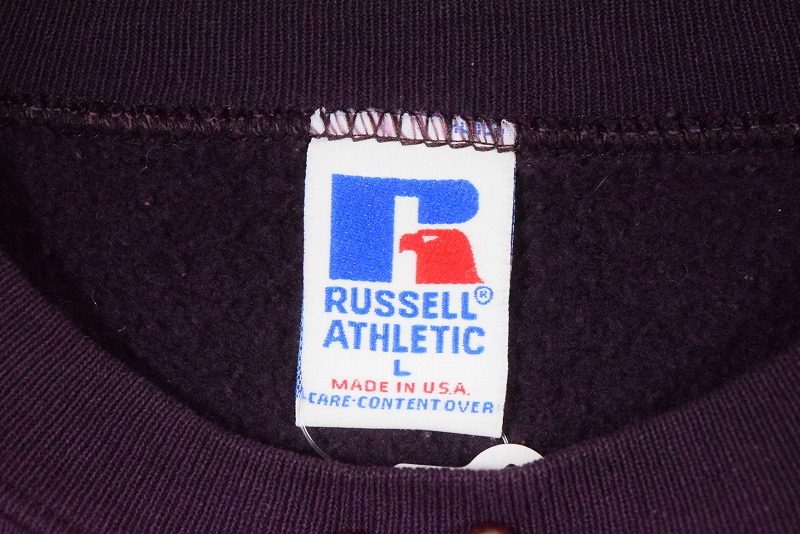 RUSSELL®
ATHLETIC
L
MADE IN U.S.A.
CARE-CONTENT OVER